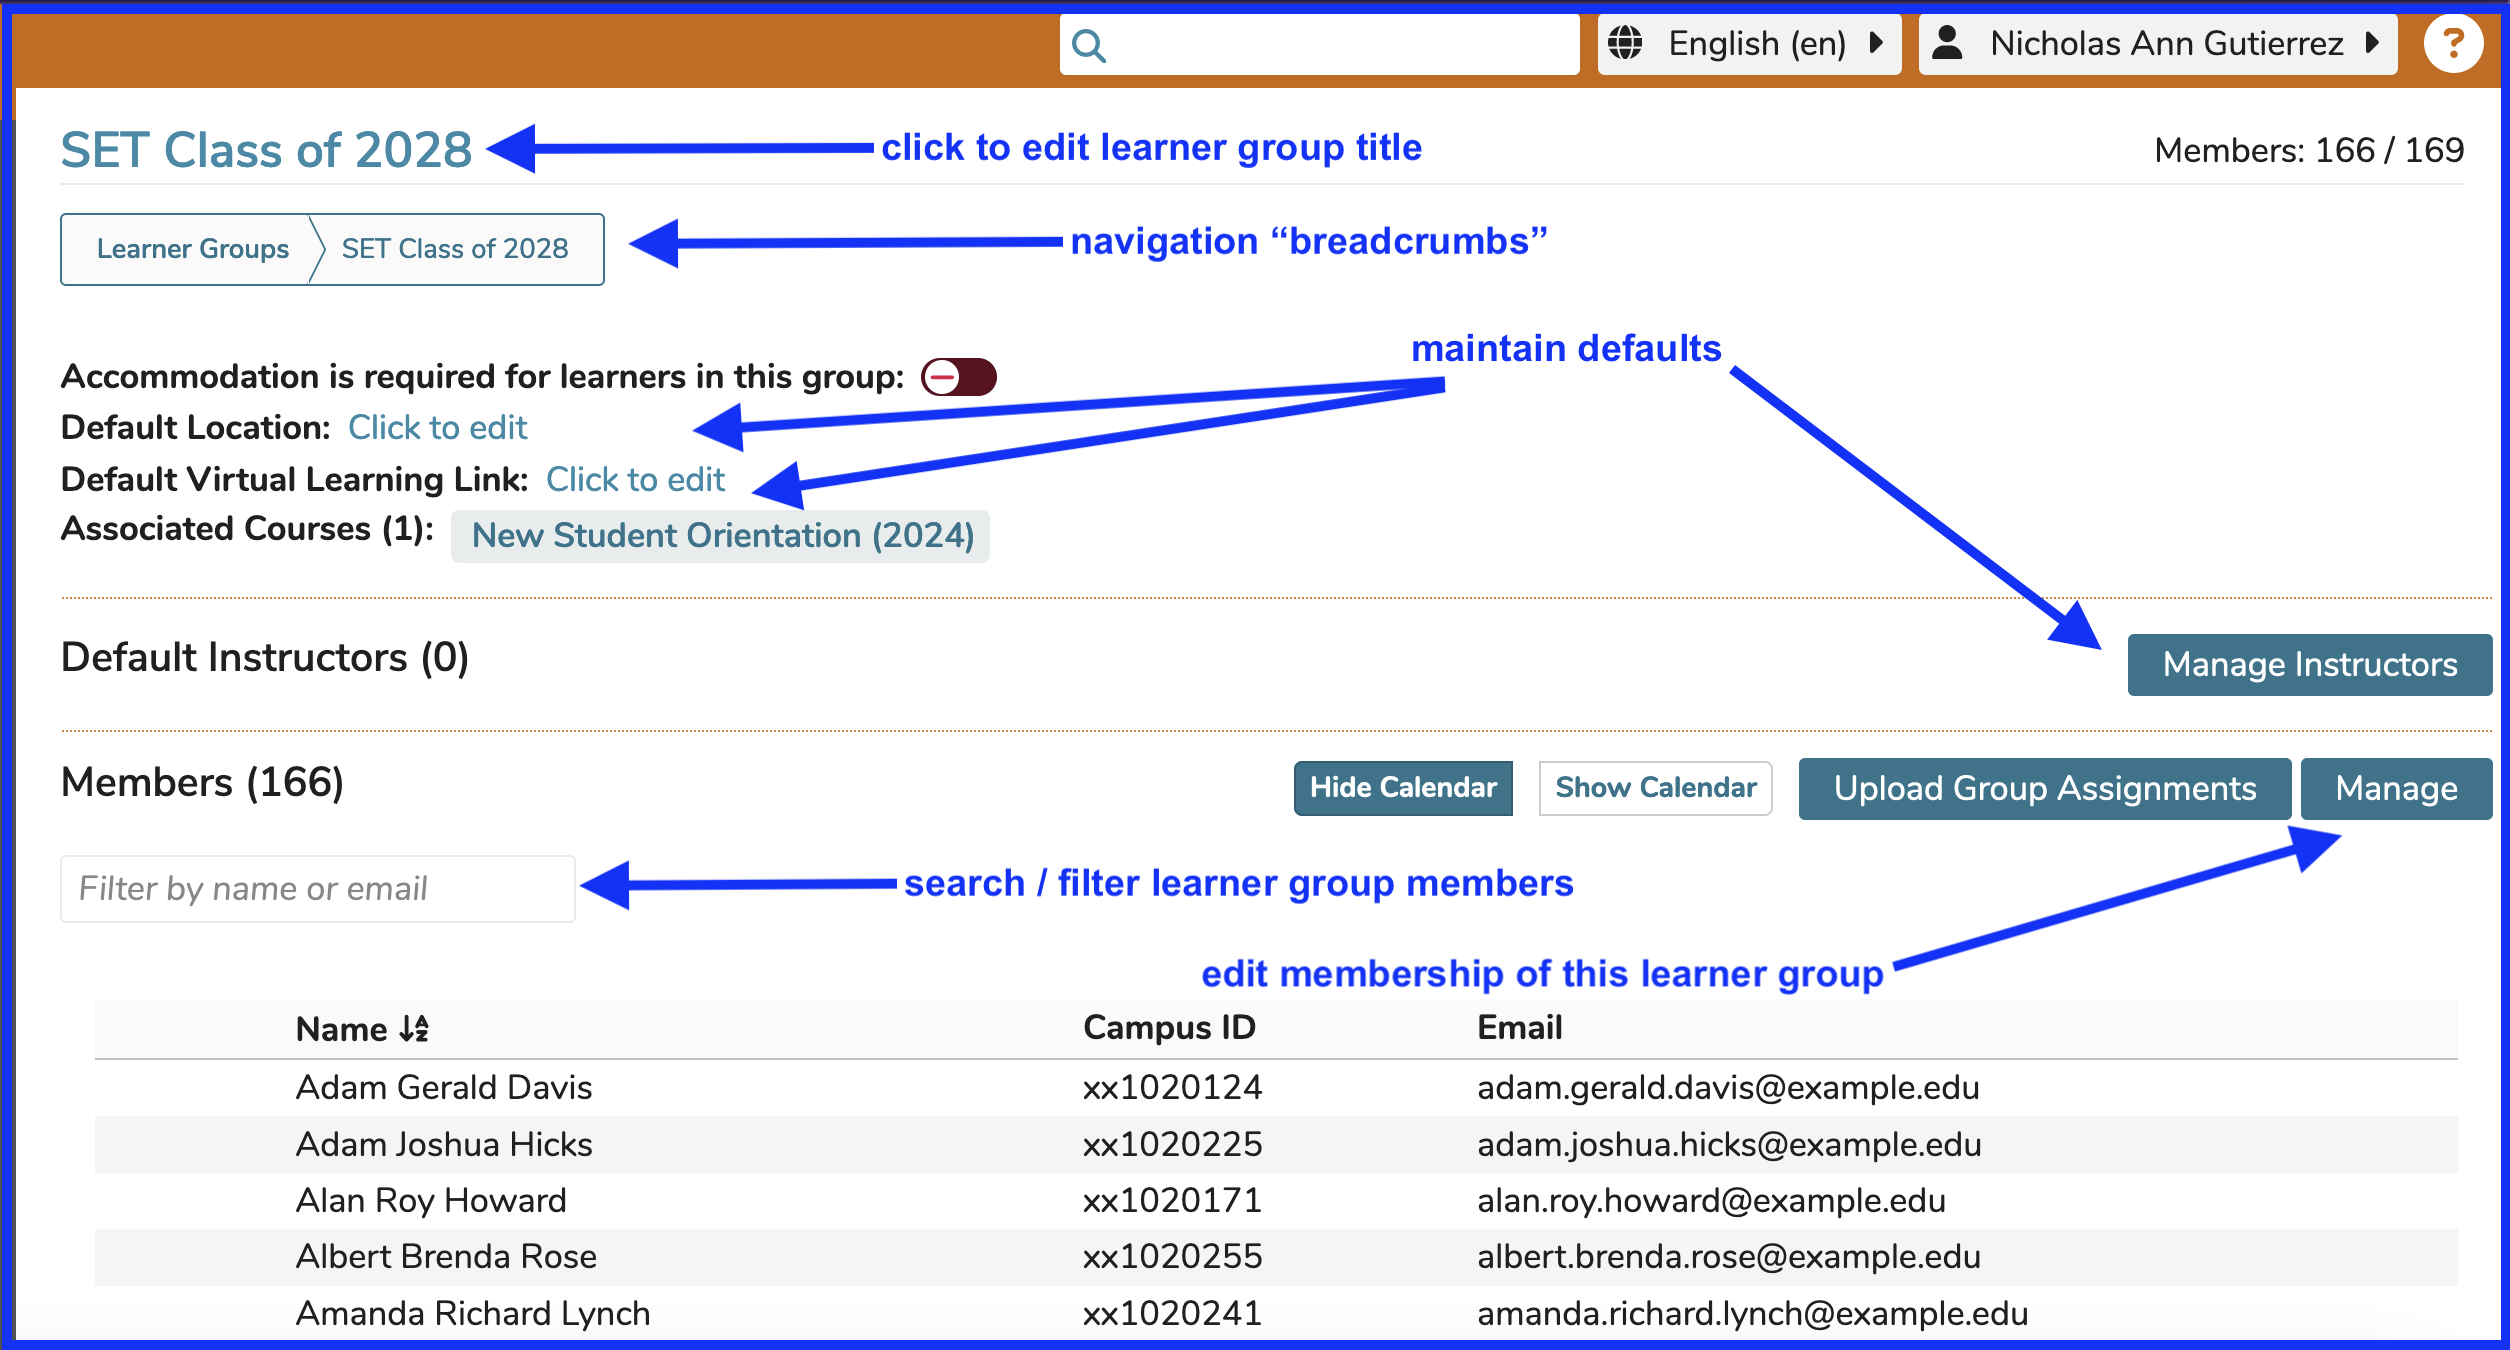 English (en)
Nicholas Ann Gutierrez
?
SET Class of 2028
click to edit learner group title
Members: 166 / 169
Learner Groups
SET Class of 2028
navigation “breadcrumbs”
maintain defaults
Accommodation is required for learners in this group:
Default Location: Click to edit
Default Virtual Learning Link: Click to edit
Associated Courses (1): New Student Orientation (2024)
Default Instructors (0)
Manage Instructors
Members (166)
Hide Calendar
Show Calendar
Upload Group Assignments
Manage
Filter by name or email
search / filter learner group members
edit membership of this learner group
Name Campus ID Email
Adam Gerald Davis xx1020124 adam.gerald.davis@example.edu
Adam Joshua Hicks xx1020225 adam.joshua.hicks@example.edu
Alan Roy Howard xx1020171 alan.roy.howard@example.edu
Albert Brenda Rose xx1020255 albert.brenda.rose@example.edu
Amanda Richard Lynch xx1020241 amanda.richard.lynch@example.edu